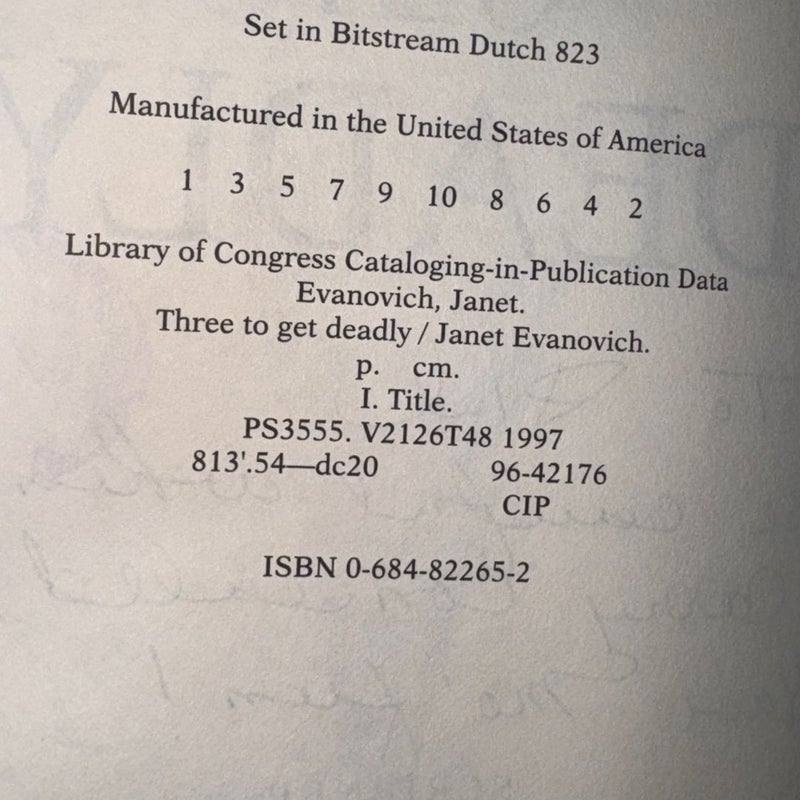 Set in Bitstream Dutch 823
Manufactured in the United States of America
1 3 5 7 9 10 8 6 4 2
Library of Congress Cataloging-in-Publication Data
Evanovich, Janet.
Three to get deadly / Janet Evanovich.
p. cm.
I. Title.
PS3555. V2126T48 1997
813'.54—dc20 96-42176
CIP
ISBN 0-684-82265-2